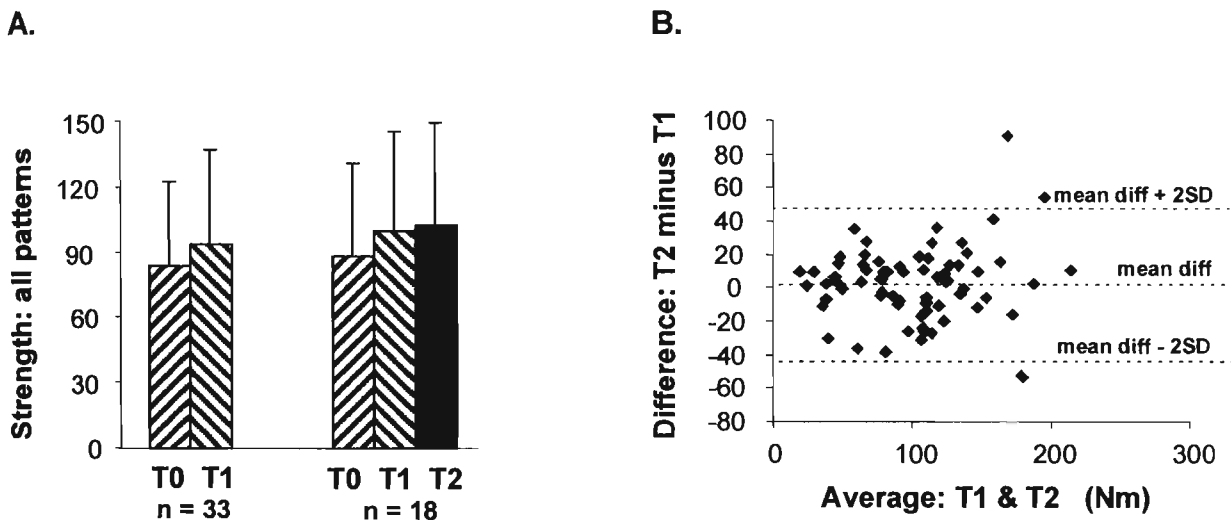 A.
Strength: all patterns
150
120
90
60
30
0
T0 T1
n = 33
T0 T1 T2
n = 18
B.
Difference: T2 minus T1
100
80
60
40
20
0
-20
-40
-60
-80
mean diff + 2SD
mean diff
mean diff - 2SD
0 100 200 300
Average: T1 & T2 (Nm)